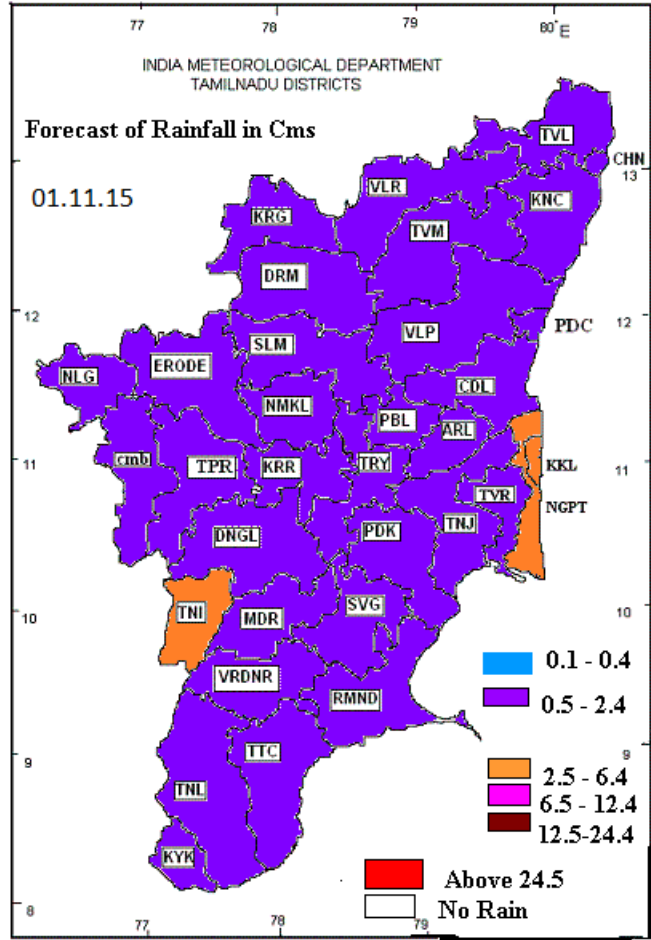 77 78 79 80° E
INDIA METEOROLOGICAL DEPARTMENT
TAMILNADU DISTRICTS
Forecast of Rainfall in Cms
TVL
CHN
13
VLR
01.11.15
KNC
KRG
TVM
DRM
12
12
PDC
VLP
SLM
ERODE
NLG
CDL
NMKL
PBL
ARL
11
cmb
TPR
KRR
TRY
KKL
11
TVR
NGPT
TNJ
DNGL
PDK
10
TNI
MDR
SVG
10
0.1 - 0.4
VRDNR
0.5 - 2.4
RMND
9
TTC
9
2.5 - 6.4
TNL
6.5 - 12.4
12.5-24.4
KYK
Above 24.5
8
No Rain
77 78 79